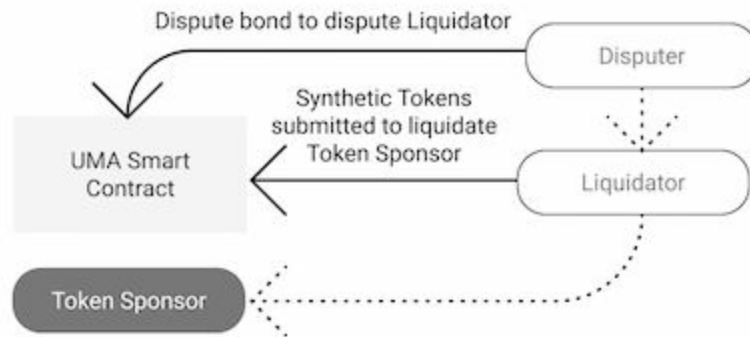 Dispute bond to dispute Liquidator
Disputer
Synthetic Tokens
submitted to liquidate
Token Sponsor
UMA Smart
Contract
Liquidator
Token Sponsor